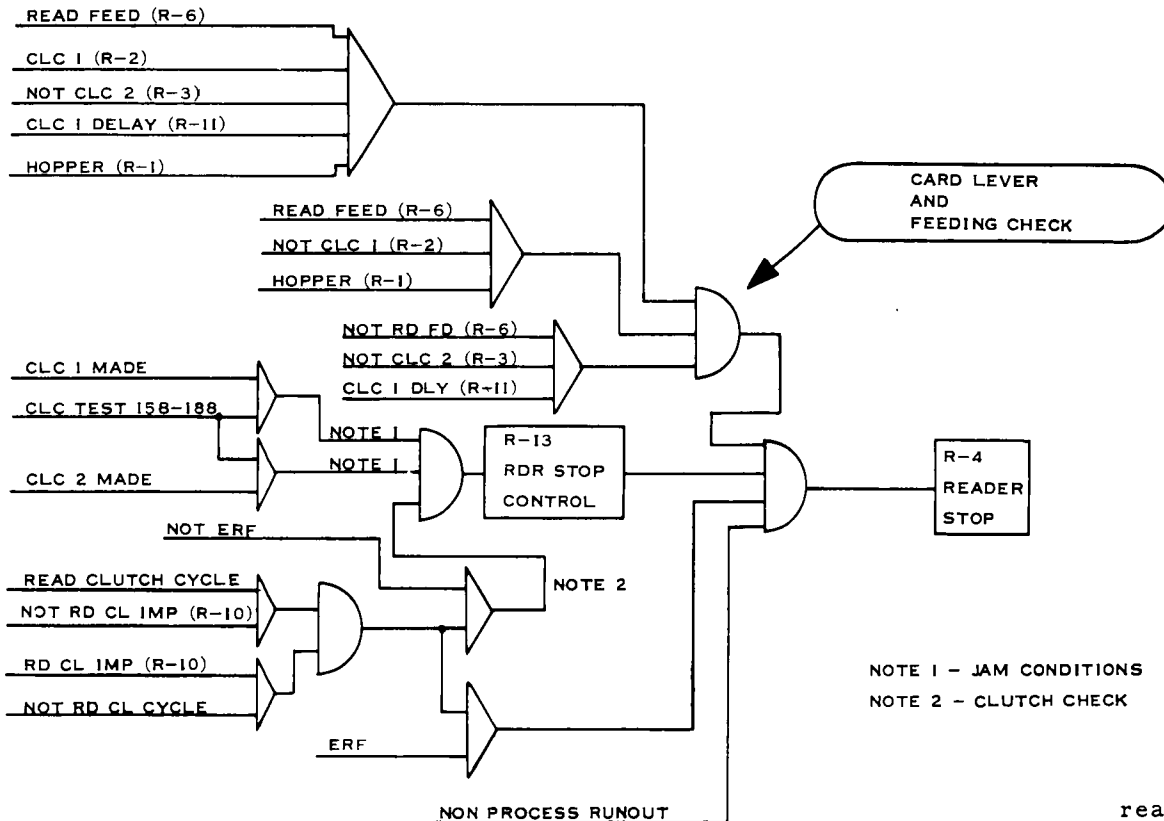 READ FEED (R-6)
CLC 1 (R-2)
NOT CLC 2 (R-3)
CLC 1 DELAY (R-11)
HOPPER (R-1)
CARD LEVER
AND
FEEDING CHECK
READ FEED (R-6)
NOT CLC 1 (R-2)
HOPPER (R-1)
NOT RD FD (R-6)
NOT CLC 2 (R-3)
CLC 1 DLY (R-11)
CLC 1 MADE
CLC TEST 158-188
CLC 2 MADE
NOTE 1
NOTE 1
R-13
RDR STOP
CONTROL
R-4
READER
STOP
NOT ERF
READ CLUTCH CYCLE
NOT RD CL IMP (R-10)
RD CL IMP (R-10)
NOT RD CL CYCLE
NOTE 2
ERF
NOTE 1 - JAM CONDITIONS
NOTE 2 - CLUTCH CHECK
NON PROCESS RUNOUT
rea